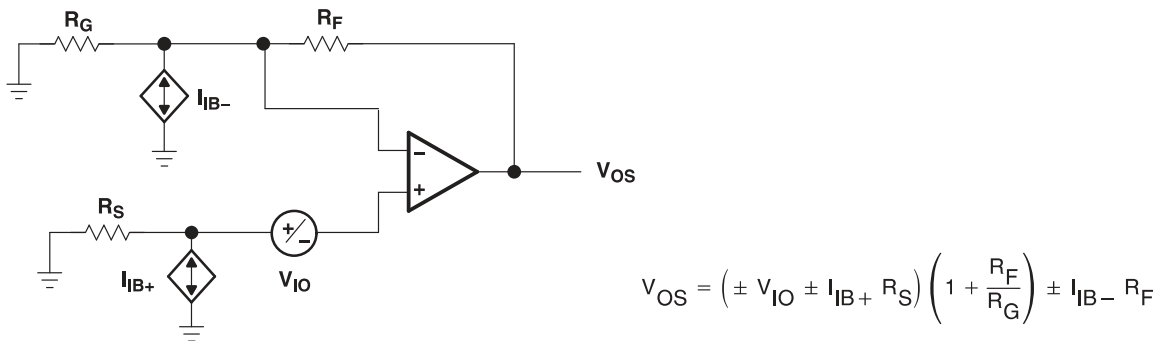 R_G
R_F
I_IB−
−
+
V_OS
R_S
+/−
I_IB+
V_IO
V_OS = (± V_IO ± I_IB+ R_S) (1 + R_F/R_G) ± I_IB− R_F